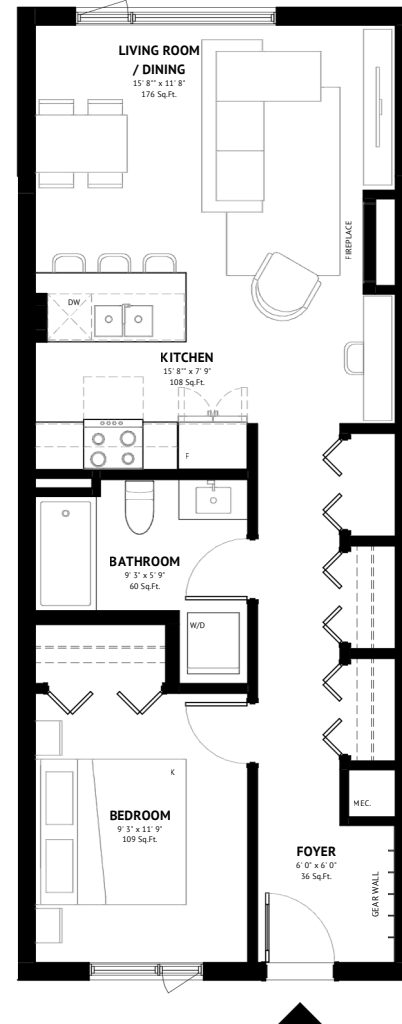 LIVING ROOM
/ DINING
15' 8"" x 11' 8"
176 Sq.Ft.
FIREPLACE
DW
KITCHEN
15' 8"" x 7' 9"
108 Sq.Ft.
F
BATHROOM
9' 3" x 5' 9"
60 Sq.Ft.
W/D
K
BEDROOM
9' 3" x 11' 9"
109 Sq.Ft.
MEC.
FOYER
6' 0" x 6' 0"
36 Sq.Ft.
GEAR WALL